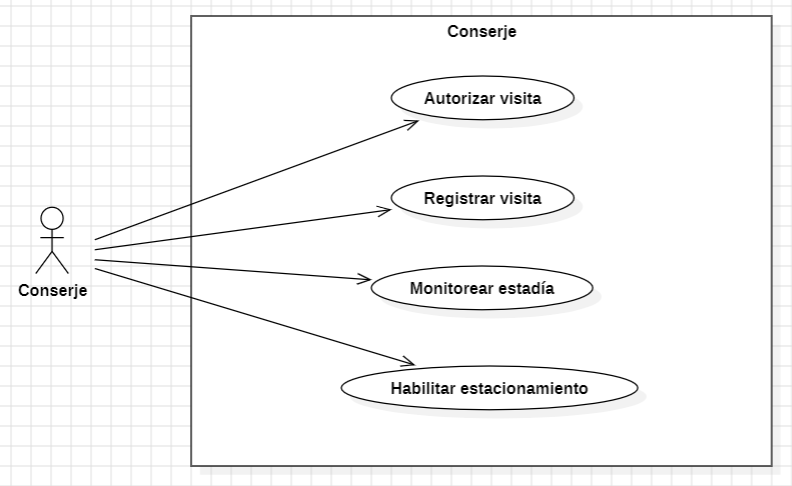 Conserje
Autorizar visita
Registrar visita
Monitorear estadía
Conserje
Habilitar estacionamiento